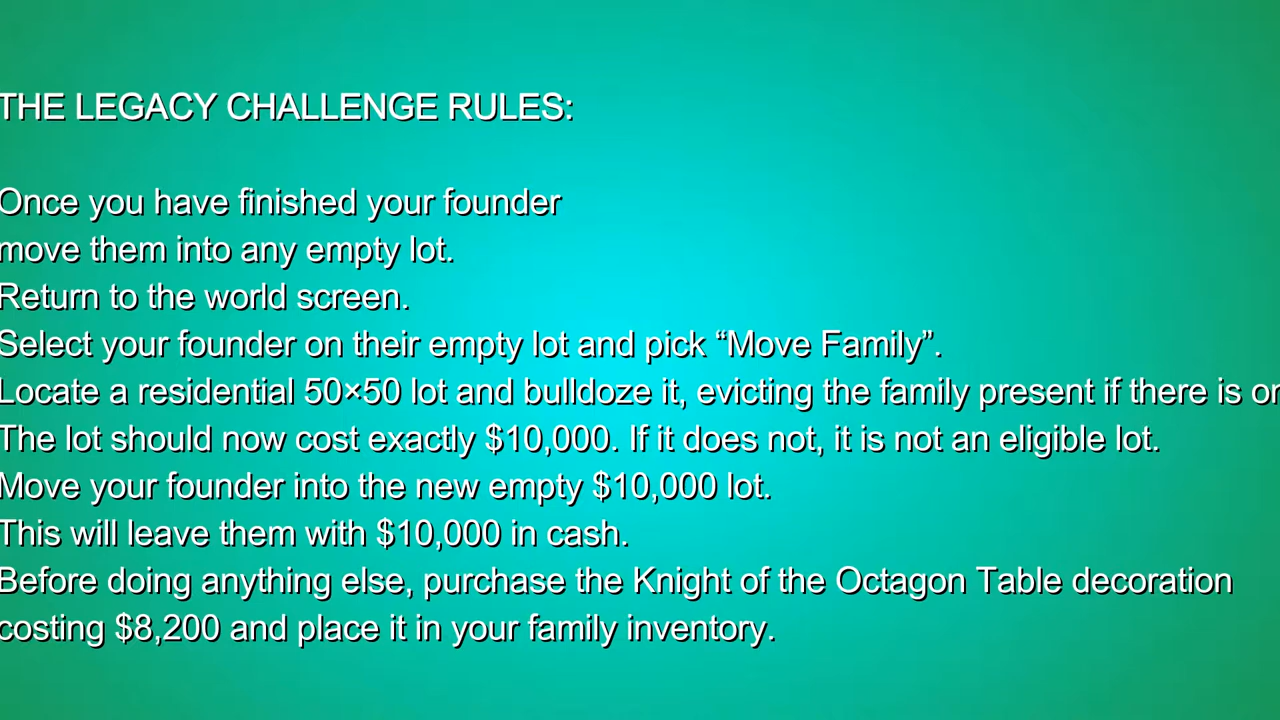 THE LEGACY CHALLENGE RULES:
Once you have finished your founder
move them into any empty lot.
Return to the world screen.
Select your founder on their empty lot and pick “Move Family”.
Locate a residential 50×50 lot and bulldoze it, evicting the family present if there is
The lot should now cost exactly $10,000. If it does not, it is not an eligible lot.
Move your founder into the new empty $10,000 lot.
This will leave them with $10,000 in cash.
Before doing anything else, purchase the Knight of the Octagon Table decoration
costing $8,200 and place it in your family inventory.